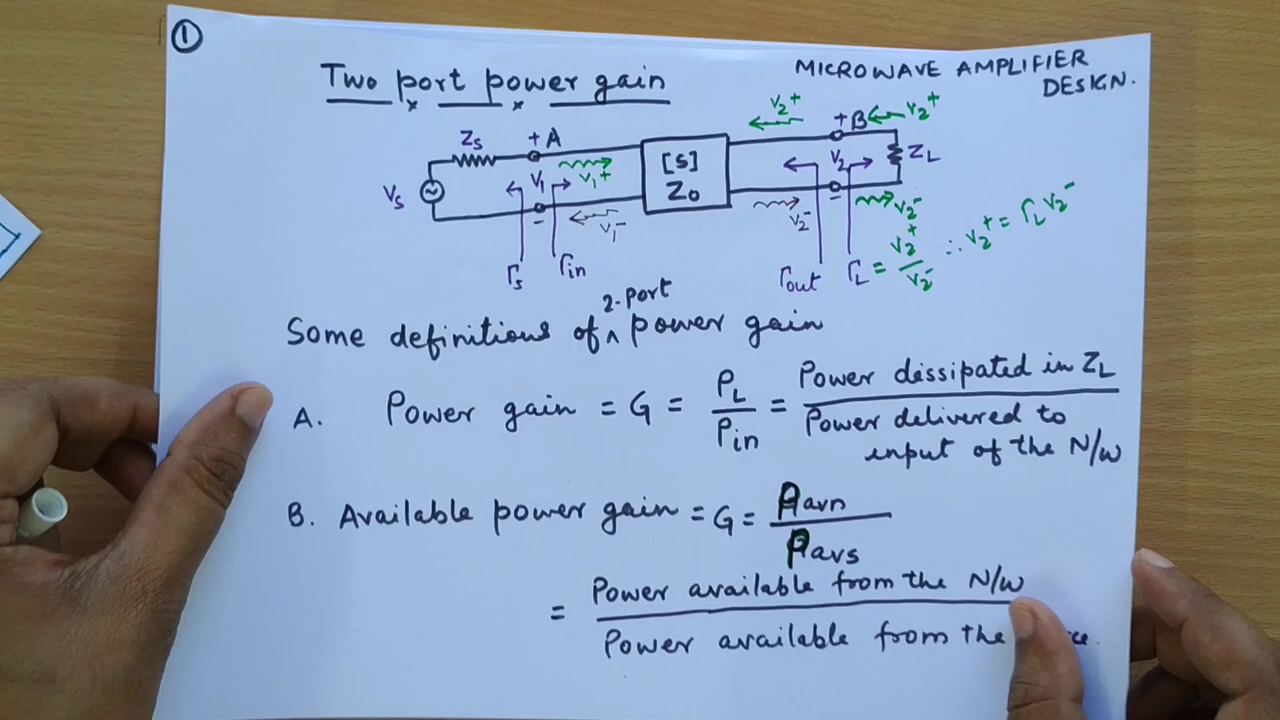 ①
Two port power gain
MICROWAVE AMPLIFIER
DESIGN.
V2+
+ B V2+
Zs + A
[S]
Z0
V2 ZL
Vs V1 V1+
V1- V2- V2-
Γs Γin Γout ΓL = V2+ / V2- ∴ V2+ = ΓL V2-
2-port
Some definitions of ^ power gain
A. Power gain = G = PL / Pin = Power dissipated in ZL / Power delivered to
input of the N/W
B. Available power gain = G = Pavn / Pavs
= Power available from the N/W / Power available from the